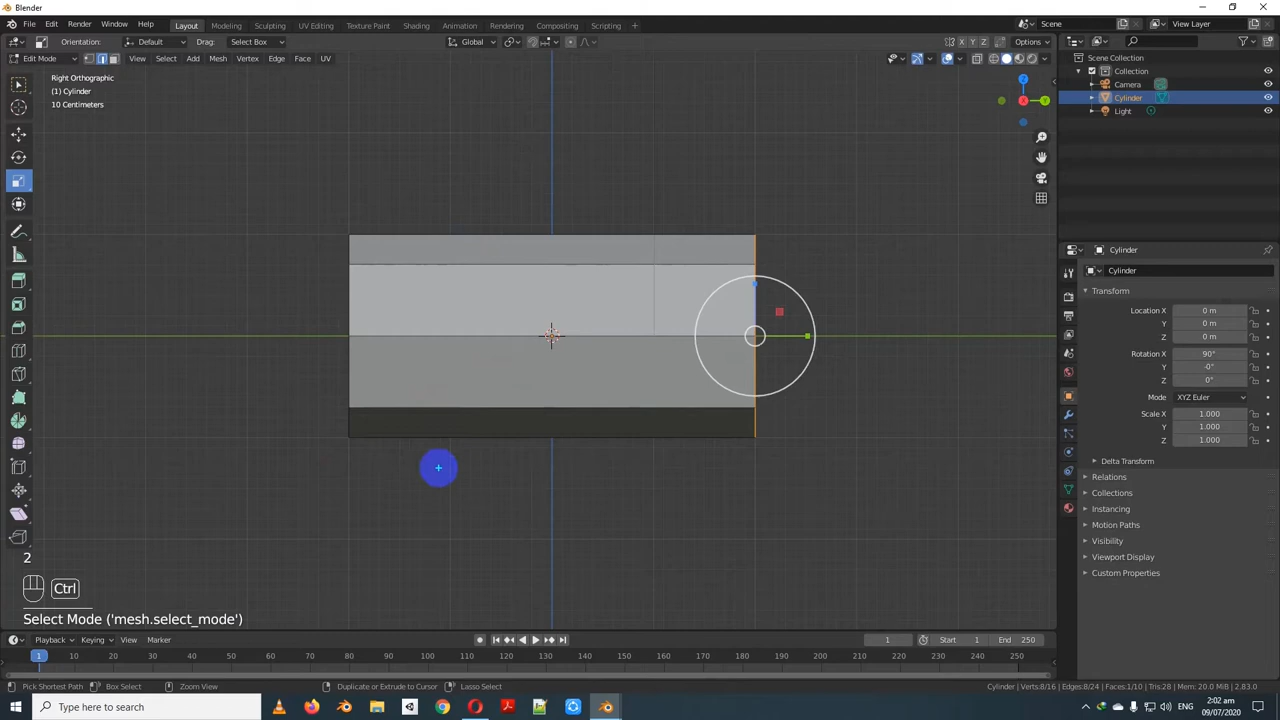 Blender
File Edit Render Window Help Layout Modeling Sculpting UV Editing Texture Paint Shading Animation Rendering Compositing Scripting + Scene View Layer
Orientation: Default Drag: Select Box Global X Y Z Options
Edit Mode View Select Add Mesh Vertex Edge Face UV
Right Orthographic
(1) Cylinder
10 Centimeters
Scene Collection
Collection
Camera
Cylinder
Light
Cylinder
Cylinder
Transform
Location X 0 m
Y 0 m
Z 0 m
Rotation X 90°
Y -0°
Z 0°
Mode XYZ Euler
Scale X 1.000
Y 1.000
Z 1.000
Delta Transform
Relations
Collections
Instancing
Motion Paths
Visibility
Viewport Display
Custom Properties
2
Ctrl
Select Mode ('mesh.select_mode')
Playback Keying View Marker 1 Start 1 End 250
1 10 20 30 40 50 60 70 80 90 100 110 120 130 140 150 160 170 180 190 200 210 220 230 240 250
Pick Shortest Path Box Select Zoom View Duplicate or Extrude to Cursor Lasso Select Cylinder | Verts:8/16 | Edges:8/24 | Faces:1/10 | Tris:28 | Mem: 20.0 MiB | 2.83.0
Type here to search ENG 2:02 am
09/07/2020